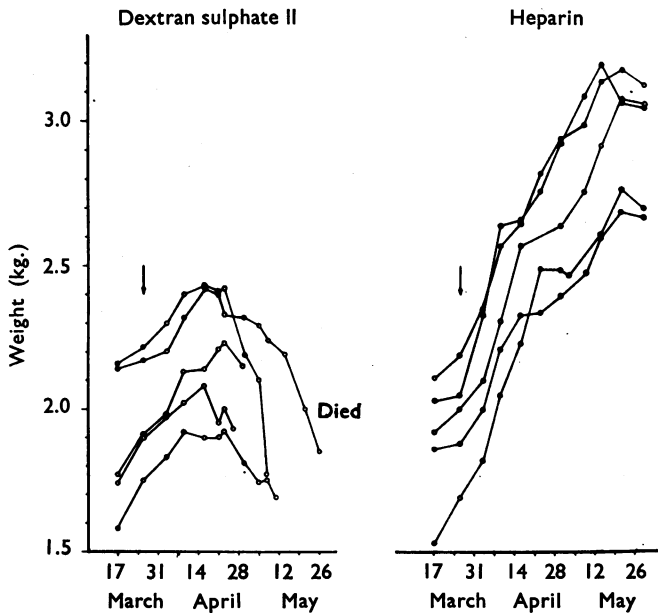 Dextran sulphate II
Heparin
Weight (kg.)
3.0
2.5
2.0
1.5
Died
17 31 14 28 12 26
March April May
17 31 14 28 12 26
March April May